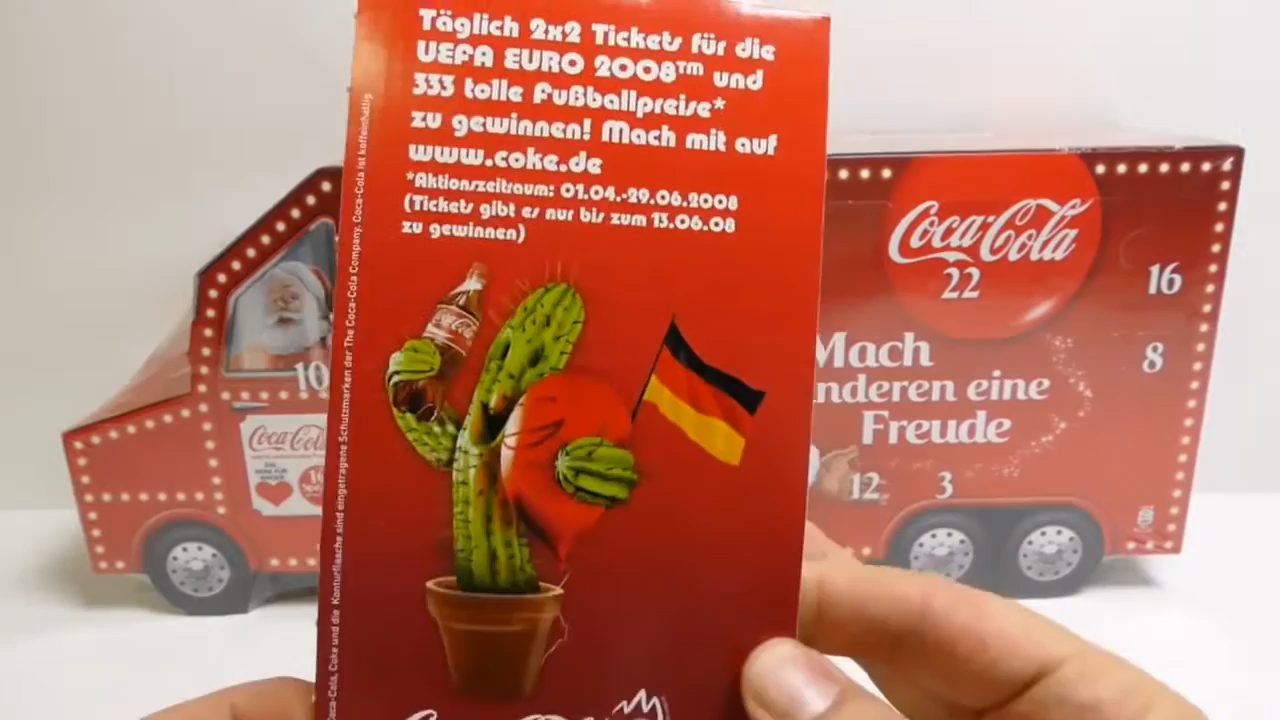 Täglich 2x2 Tickets für die
UEFA EURO 2008™ und
333 tolle Fußballpreise*
zu gewinnen! Mach mit auf
www.coke.de
*Aktionszeitraum: 01.04.-29.06.2008
(Tickets gibt es nur bis zum 13.06.08
zu gewinnen)
Coca-Cola, Coke und die Konturflasche sind eingetragene Schutzmarken der The Coca-Cola Company. Coca-Cola ist koffeinhaltig
Coca-Cola
10
Coca-Cola
Coca-Cola
22
16
8
Mach
anderen eine
Freude
12
3